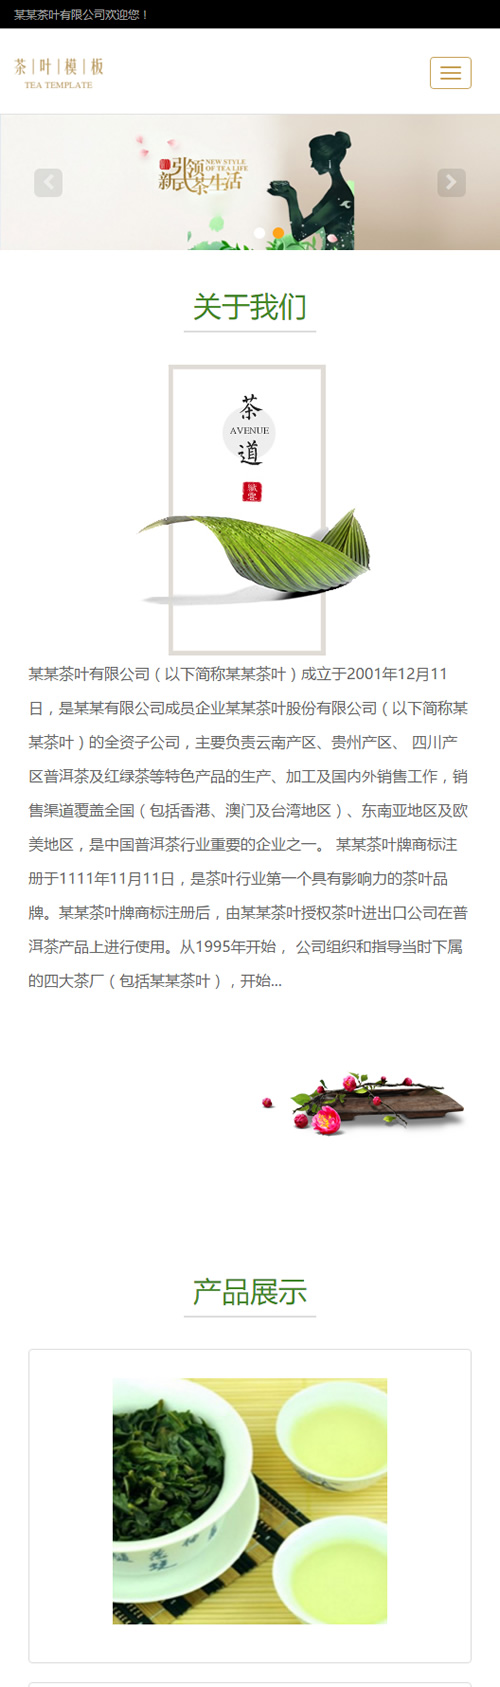 某某茶叶有限公司欢迎您！
茶|叶|模|板
TEA TEMPLATE
引领
新式茶生活
NEW STYLE
OF TEA LIFE
关于我们
茶
AVENUE
道
某某茶叶有限公司（以下简称某某茶叶）成立于2001年12月11
日，是某某有限公司成员企业某某茶叶股份有限公司（以下简称某
某茶叶）的全资子公司，主要负责云南产区、贵州产区、 四川产
区普洱茶及红绿茶等特色产品的生产、加工及国内外销售工作，销
售渠道覆盖全国（包括香港、澳门及台湾地区）、东南亚地区及欧
美地区，是中国普洱茶行业重要的企业之一。 某某茶叶牌商标注
册于1111年11月11日，是茶叶行业第一个具有影响力的茶叶品
牌。某某茶叶牌商标注册后，由某某茶叶授权茶叶进出口公司在普
洱茶产品上进行使用。从1995年开始， 公司组织和指导当时下属
的四大茶厂（包括某某茶叶），开始...
产品展示